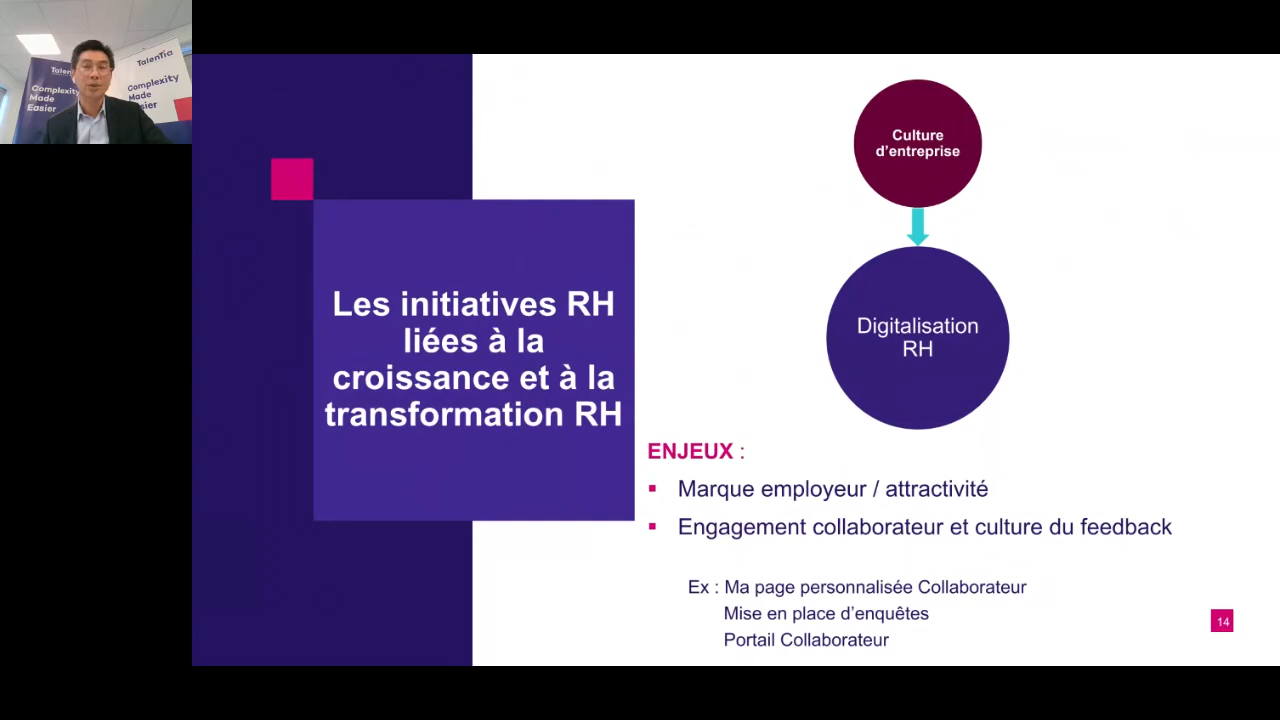 Talentia
Complexity
Made
Easier
Talentia
Complexity
Made
Culture
d'entreprise
Digitalisation
RH
Les initiatives RH
liées à la
croissance et à la
transformation RH
ENJEUX :
▪ Marque employeur / attractivité
▪ Engagement collaborateur et culture du feedback
Ex : Ma page personnalisée Collaborateur
Mise en place d'enquêtes
Portail Collaborateur
14